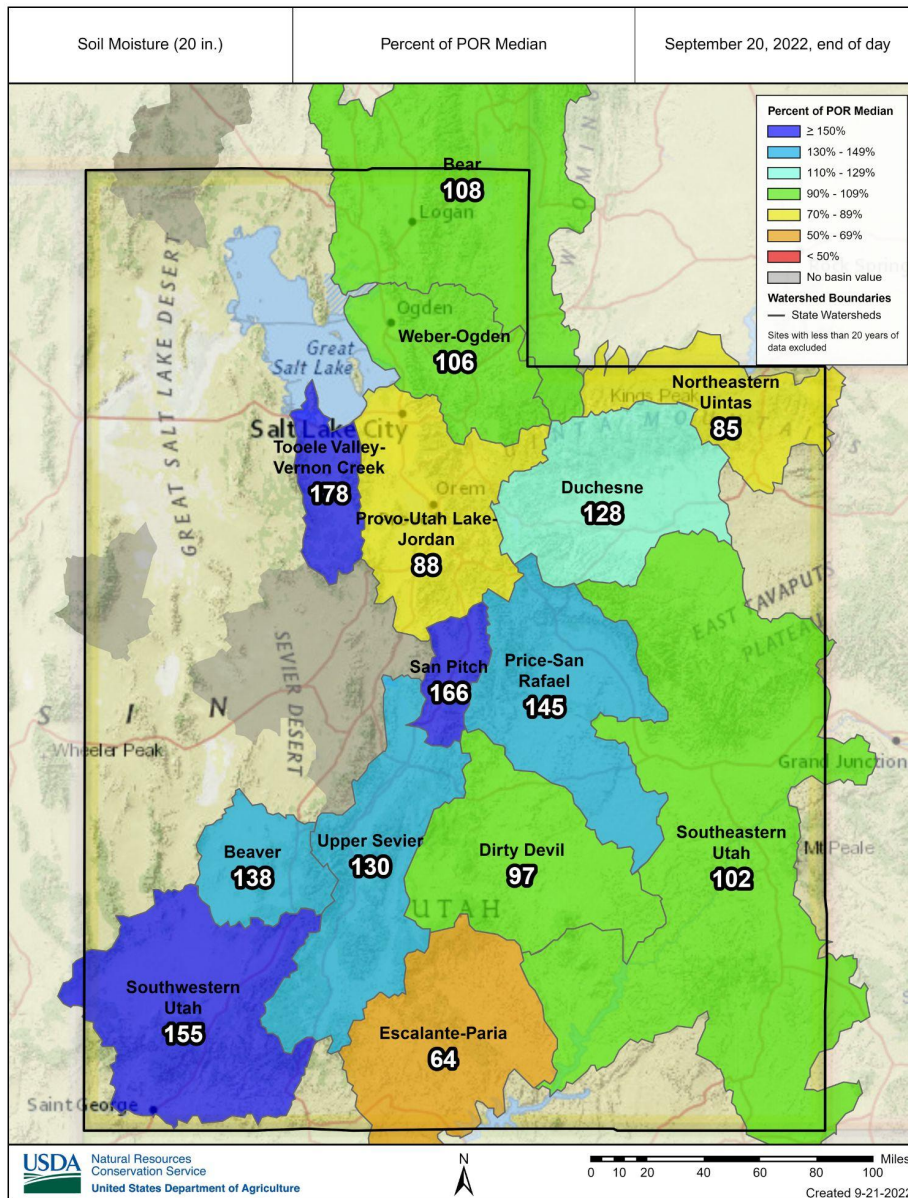 Soil Moisture (20 in.)
Percent of POR Median
September 20, 2022, end of day
Percent of POR Median
≥ 150%
130% - 149%
110% - 129%
90% - 109%
70% - 89%
50% - 69%
< 50%
No basin value
Watershed Boundaries
State Watersheds
Sites with less than 20 years of
data excluded
WYOMING
Bear
108
Logan
GREAT SALT LAKE DESERT
Ogden
Weber-Ogden
106
Great
Salt Lake
Kings Peak
Northeastern
Uintas
85
Salt Lake City
Tooele Valley-
Vernon Creek
178
Orem
Provo-Utah Lake-
Jordan
88
Duchesne
128
EAST TAVAPUTS
PLATEAU
SEVIER DESERT
San Pitch
166
Price-San
Rafael
145
S I N
Wheeler Peak
Grand Junction
Beaver
138
Upper Sevier
130
Dirty Devil
97
Southeastern
Utah
102
Mt Peale
UTAH
Southwestern
Utah
155
Escalante-Paria
64
Saint George
USDA
Natural Resources
Conservation Service
United States Department of Agriculture
N
Miles
0 10 20 40 60 80 100
Created 9-21-2022